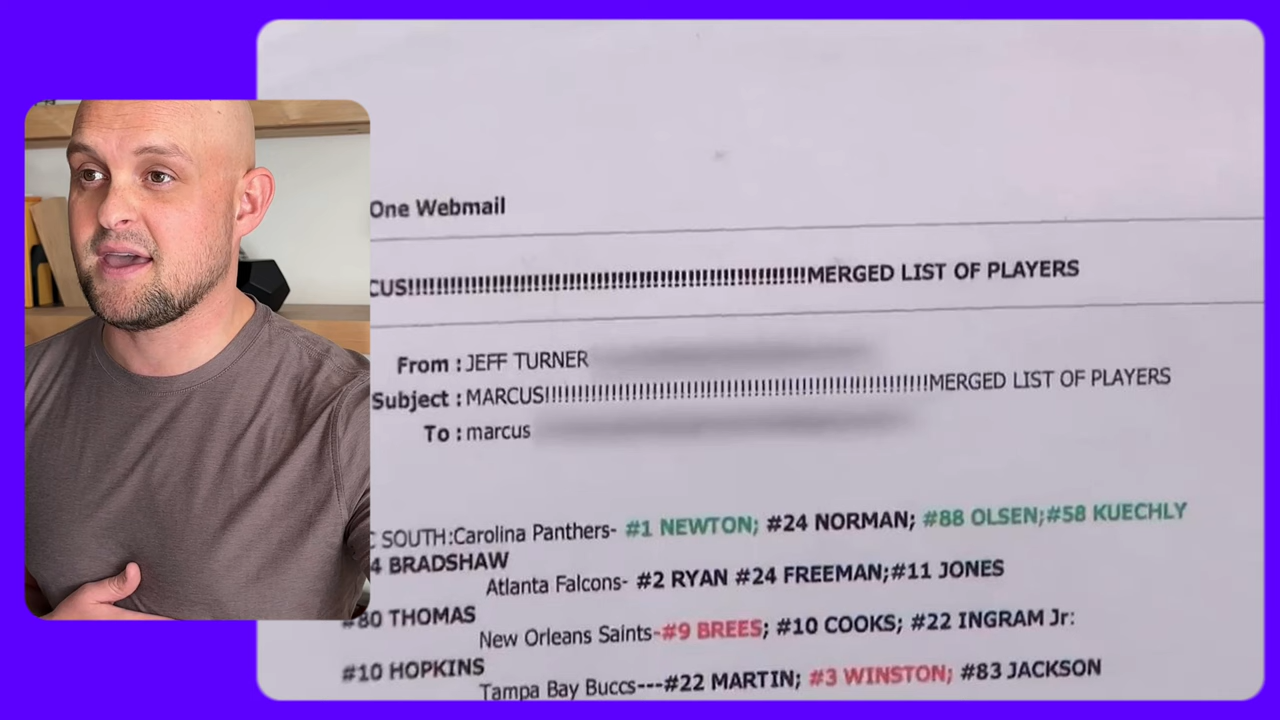 One Webmail
CUS!!!!!!!!!!!!!!!!!!!!!!!!!!!!!!!!!!!!!!!!!!!!!!!!!!!!!!!!!MERGED LIST OF PLAYERS
From : JEFF TURNER
Subject : MARCUS!!!!!!!!!!!!!!!!!!!!!!!!!!!!!!!!!!!!!!!!!!!!!!!!!!!!!!!!!MERGED LIST OF PLAYERS
To : marcus
C SOUTH:Carolina Panthers- #1 NEWTON; #24 NORMAN; #88 OLSEN;#58 KUECHLY
4 BRADSHAW
Atlanta Falcons- #2 RYAN #24 FREEMAN;#11 JONES
#80 THOMAS
New Orleans Saints-#9 BREES; #10 COOKS; #22 INGRAM Jr:
#10 HOPKINS
Tampa Bay Buccs---#22 MARTIN; #3 WINSTON; #83 JACKSON